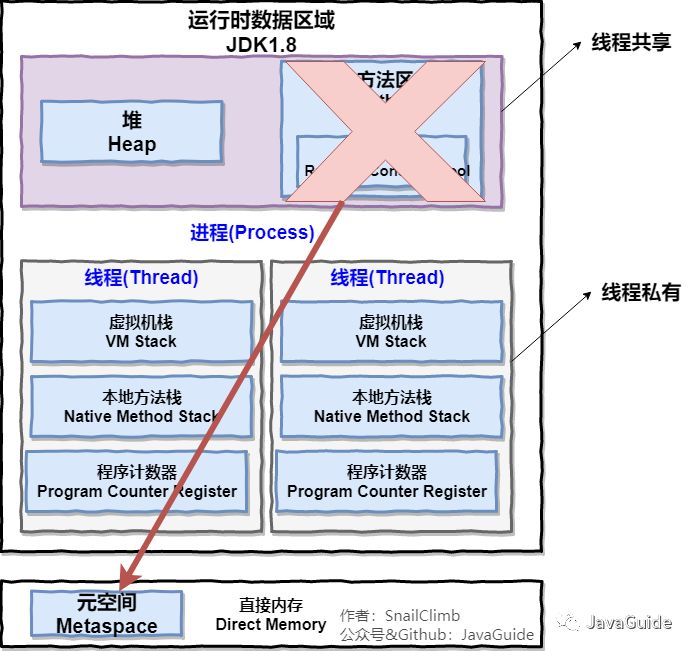 运行时数据区域
JDK1.8
线程共享
堆
Heap
方法区
进程(Process)
线程(Thread)
虚拟机栈
VM Stack
本地方法栈
Native Method Stack
程序计数器
Program Counter Register
线程(Thread)
虚拟机栈
VM Stack
本地方法栈
Native Method Stack
程序计数器
Program Counter Register
线程私有
元空间
Metaspace
直接内存
Direct Memory
作者：SnailClimb
公众号&Github：JavaGuide
JavaGuide